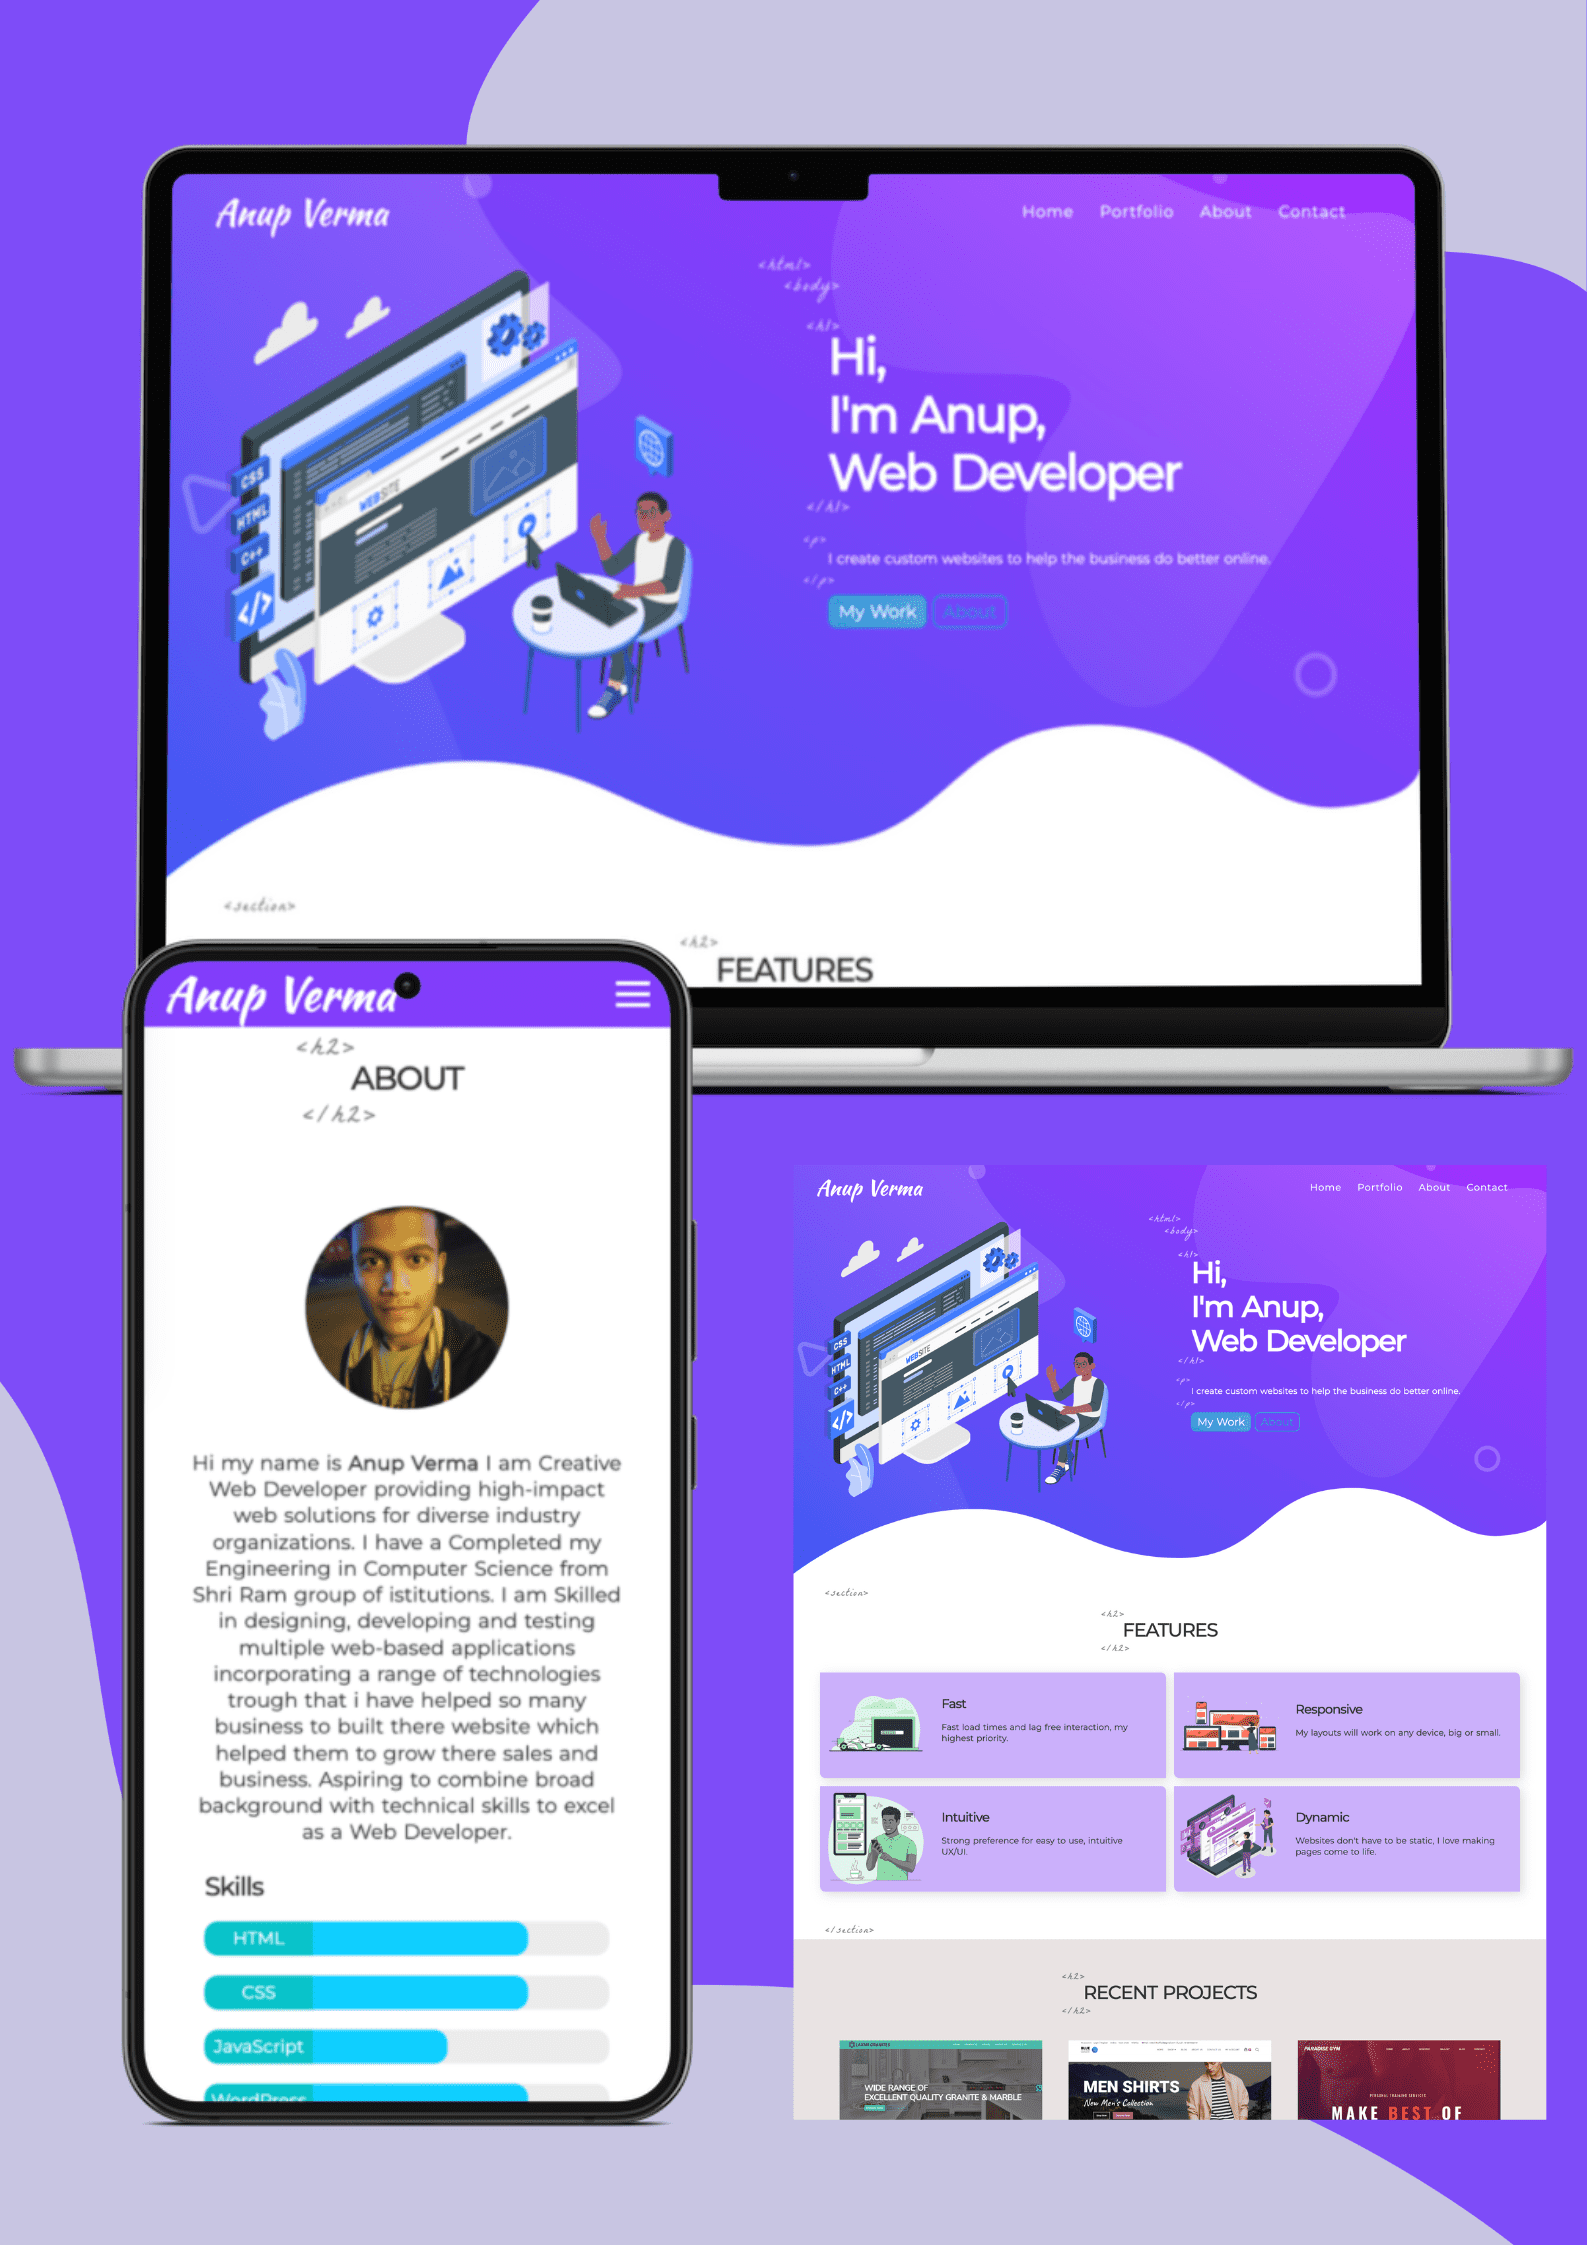 Anup Verma
Home Portfolio About Contact
<html>
<body>
<h1>
Hi,
I'm Anup,
Web Developer
</h1>
<p>
I create custom websites to help the business do better online.
</p>
My Work About
CSS
HTML
C++
</>
WEBSITE
<section>
<h2>
FEATURES
Anup Verma
<h2>
ABOUT
</h2>
Hi my name is Anup Verma I am Creative
Web Developer providing high-impact
web solutions for diverse industry
organizations. I have a Completed my
Engineering in Computer Science from
Shri Ram group of istitutions. I am Skilled
in designing, developing and testing
multiple web-based applications
incorporating a range of technologies
trough that i have helped so many
business to built there website which
helped them to grow there sales and
business. Aspiring to combine broad
background with technical skills to excel
as a Web Developer.
Skills
HTML
CSS
JavaScript
WordPress
Anup Verma
Home Portfolio About Contact
<html>
<body>
<h1>
Hi,
I'm Anup,
Web Developer
</h1>
<p>
I create custom websites to help the business do better online.
</p>
My Work About
CSS
HTML
C++
</>
WEBSITE
<section>
<h2>
FEATURES
</h2>
Fast
Fast load times and lag free interaction, my
highest priority.
Responsive
My layouts will work on any device, big or small.
Intuitive
Strong preference for easy to use, intuitive
UX/UI.
Dynamic
Websites don't have to be static, I love making
pages come to life.
</section>
<h2>
RECENT PROJECTS
</h2>
WIDE RANGE OF
EXCELLENT QUALITY GRANITE & MARBLE
MEN SHIRTS
New Men's Collection
PARADISE GYM
PERSONAL TRAINING SERVICES
MAKE BEST OF